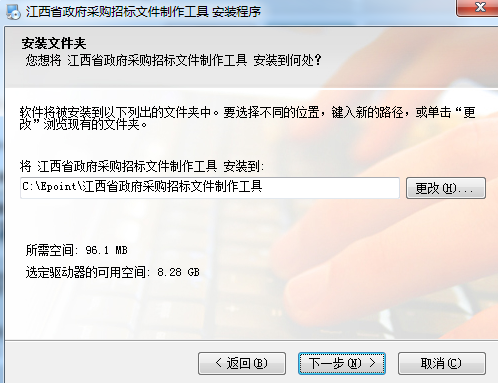 江西省政府采购招标文件制作工具 安装程序
安装文件夹
您想将 江西省政府采购招标文件制作工具 安装到何处？
软件将被安装到以下列出的文件夹中。要选择不同的位置，键入新的路径，或单击“更
改”浏览现有的文件夹。
将 江西省政府采购招标文件制作工具 安装到:
C:\Epoint\江西省政府采购招标文件制作工具
更改(H)...
所需空间: 96.1 MB
选定驱动器的可用空间: 8.28 GB
< 返回(B)
下一步(N) >
取消(C)